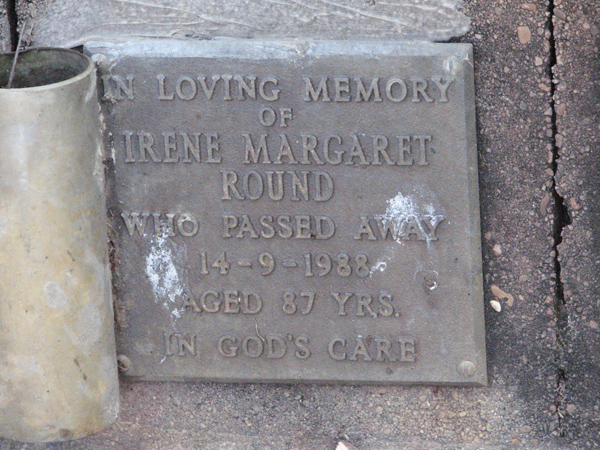 IN LOVING MEMORY
OF
IRENE MARGARET
ROUND
WHO PASSED AWAY
14-9-1988
AGED 87 YRS.
IN GOD'S CARE